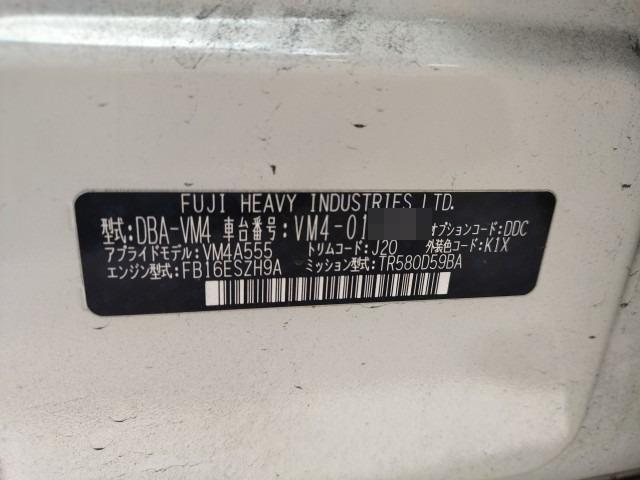 FUJI HEAVY INDUSTRIES LTD.
型式:DBA-VM4 車台番号:VM4-01 オプションコード:DDC
アプライドモデル:VM4A555 トリムコード:J20 外装色コード:K1X
エンジン型式:FB16ESZH9A ミッション型式:TR580D59BA